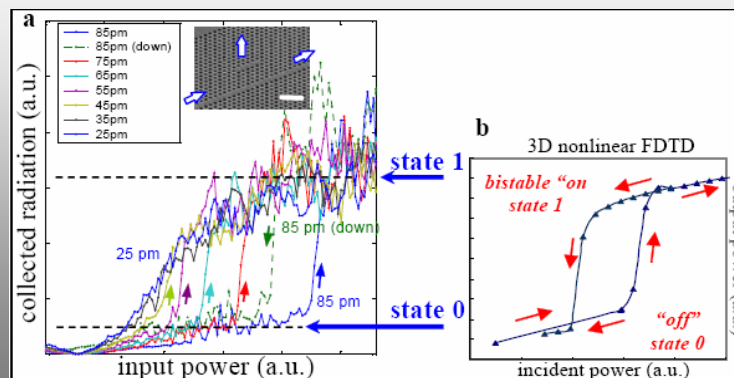 a
85pm
85pm (down)
75pm
65pm
55pm
45pm
35pm
25pm
collected radiation (a.u.)
input power (a.u.)
25 pm
85 pm (down)
85 pm
state 1
state 0
b
3D nonlinear FDTD
bistable "on
state 1
"off"
state 0
incident power (a.u.)